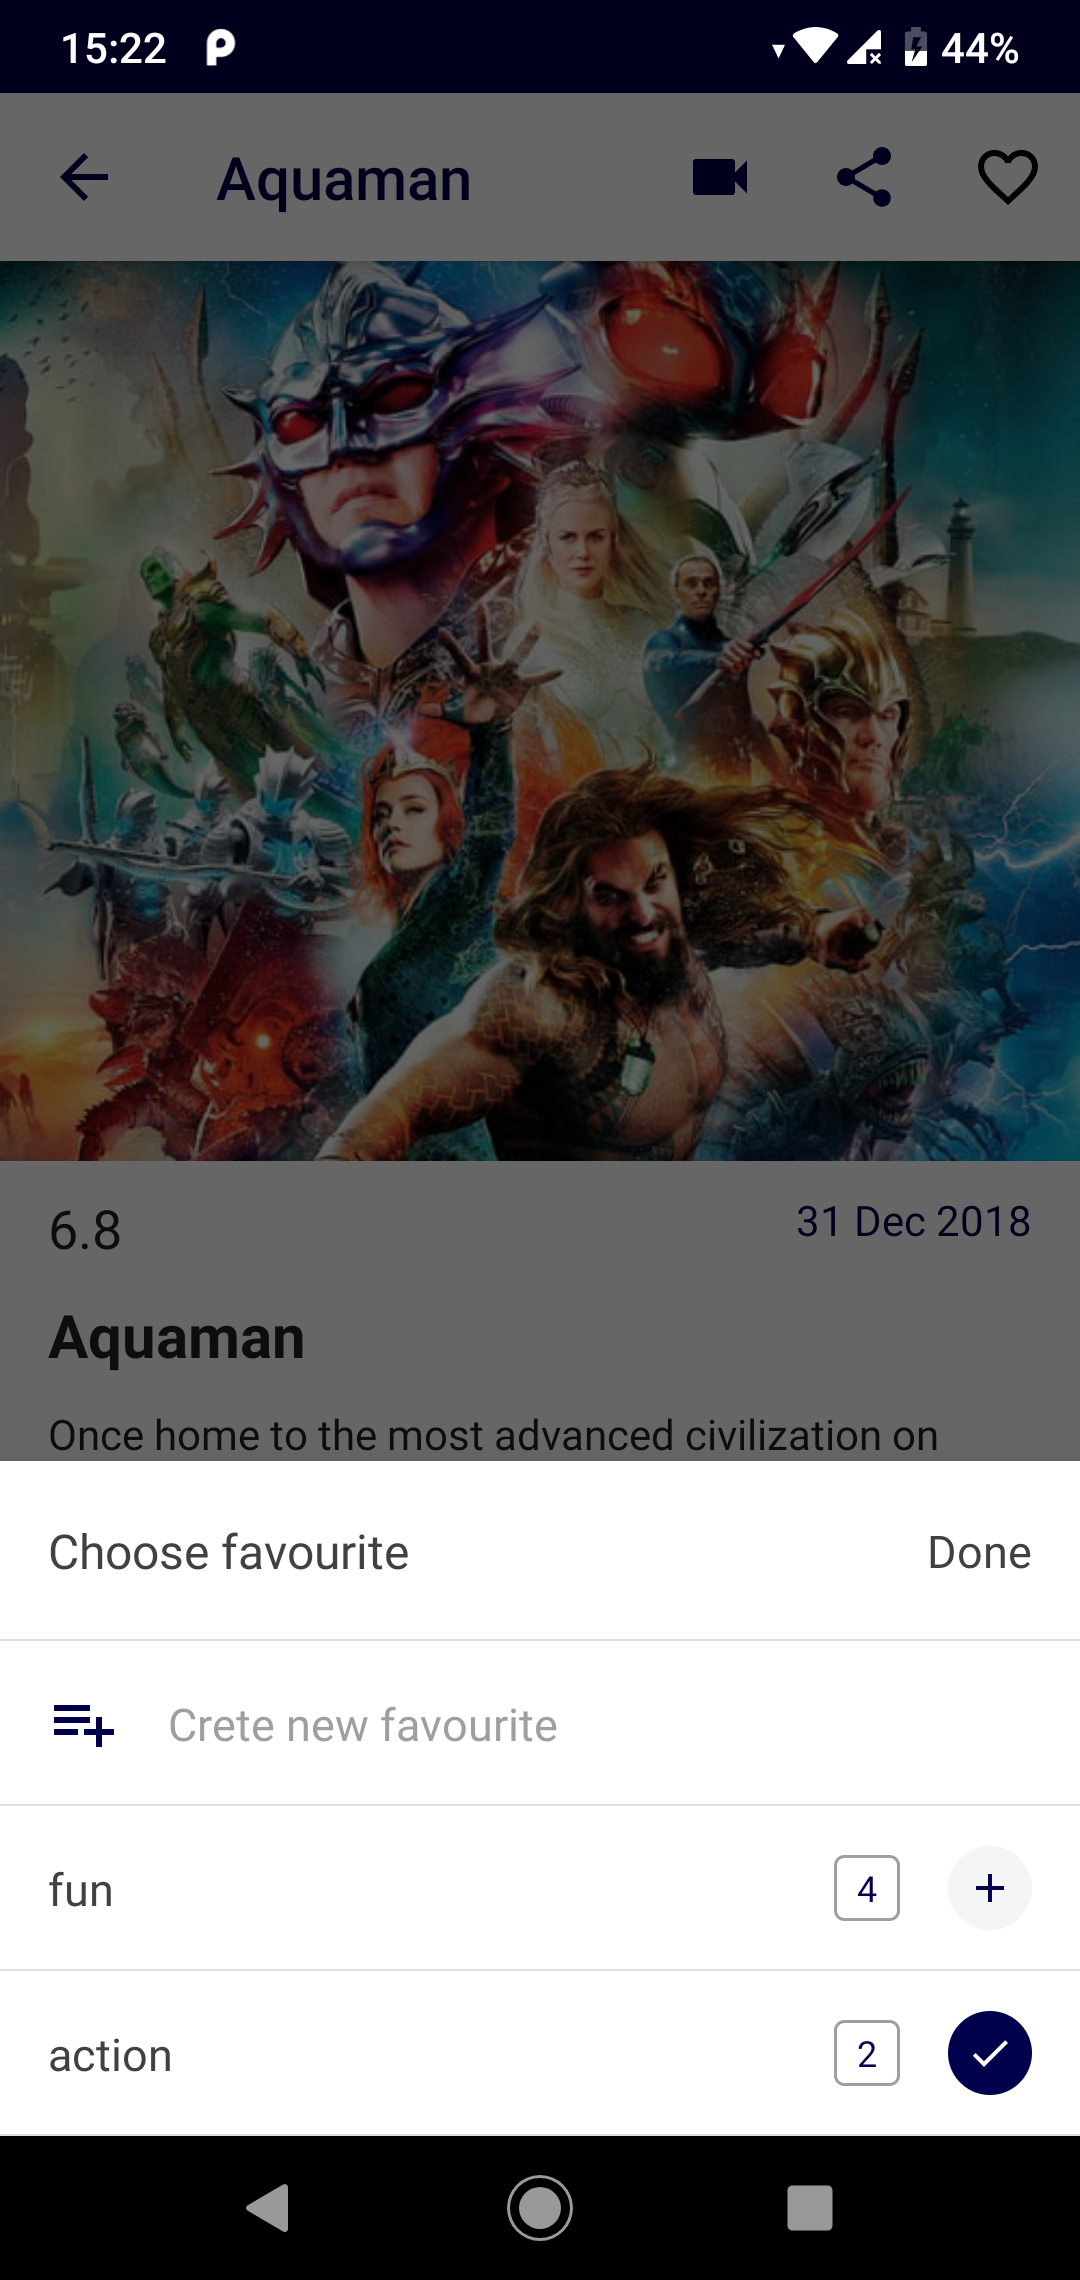 15:22 44%
Aquaman
6.8 31 Dec 2018
Aquaman
Once home to the most advanced civilization on
Choose favourite Done
Crete new favourite
fun 4
action 2